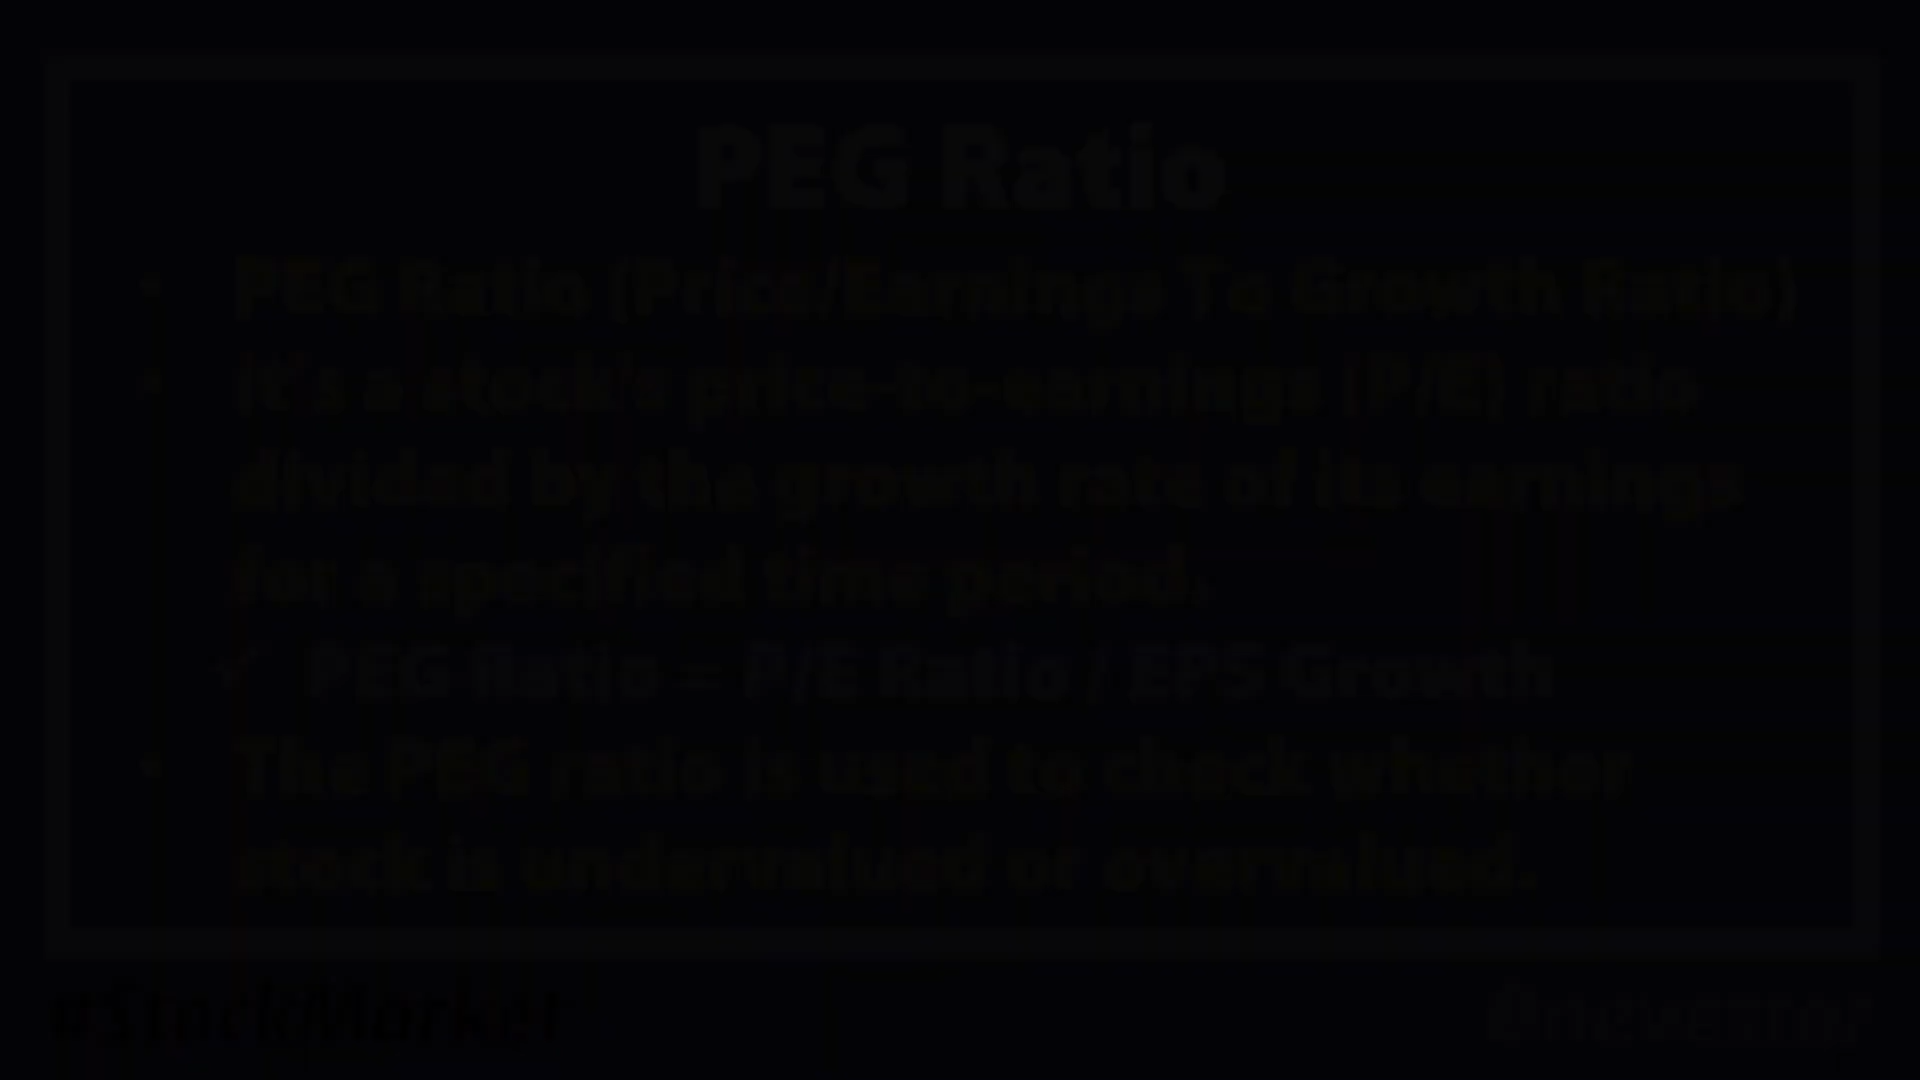 PEG Ratio
• PEG Ratio (Price/Earnings To Growth Ratio)
• It's a stock's price-to-earnings (P/E) ratio
divided by the growth rate of its earnings
for a specified time period.
✓ PEG Ratio = P/E Ratio / EPS Growth
• The PEG ratio is used to check whether
stock is undervalued or overvalued.
#StockMarket